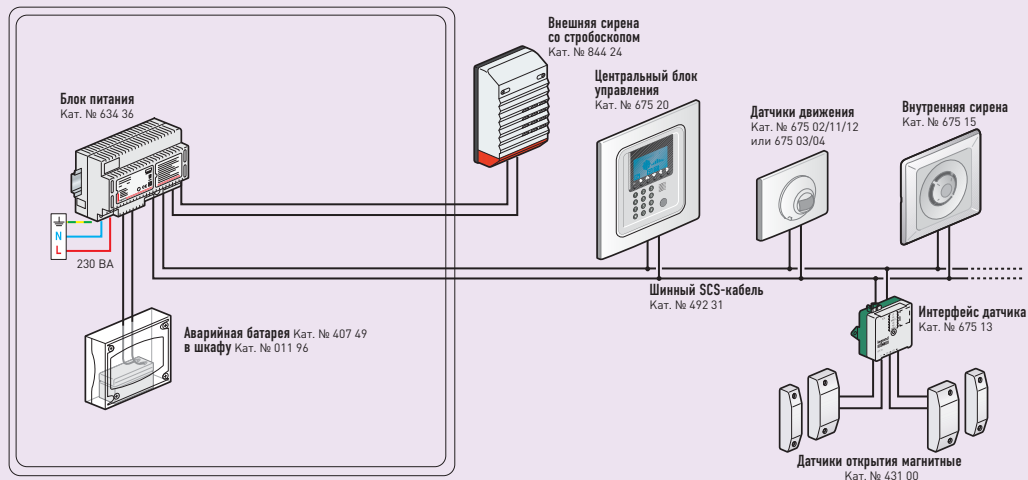 Внешняя сирена
со стробоскопом
Кат. № 844 24
Блок питания
Кат. № 634 36
Центральный блок
управления
Кат. № 675 20
Датчики движения
Кат. № 675 02/11/12
или 675 03/04
Внутренняя сирена
Кат. № 675 15
N
L
230 ВА
Шинный SCS-кабель
Кат. № 492 31
Аварийная батарея Кат. № 407 49
в шкафу Кат. № 011 96
Интерфейс датчика
Кат. № 675 13
Датчики открытия магнитные
Кат. № 431 00